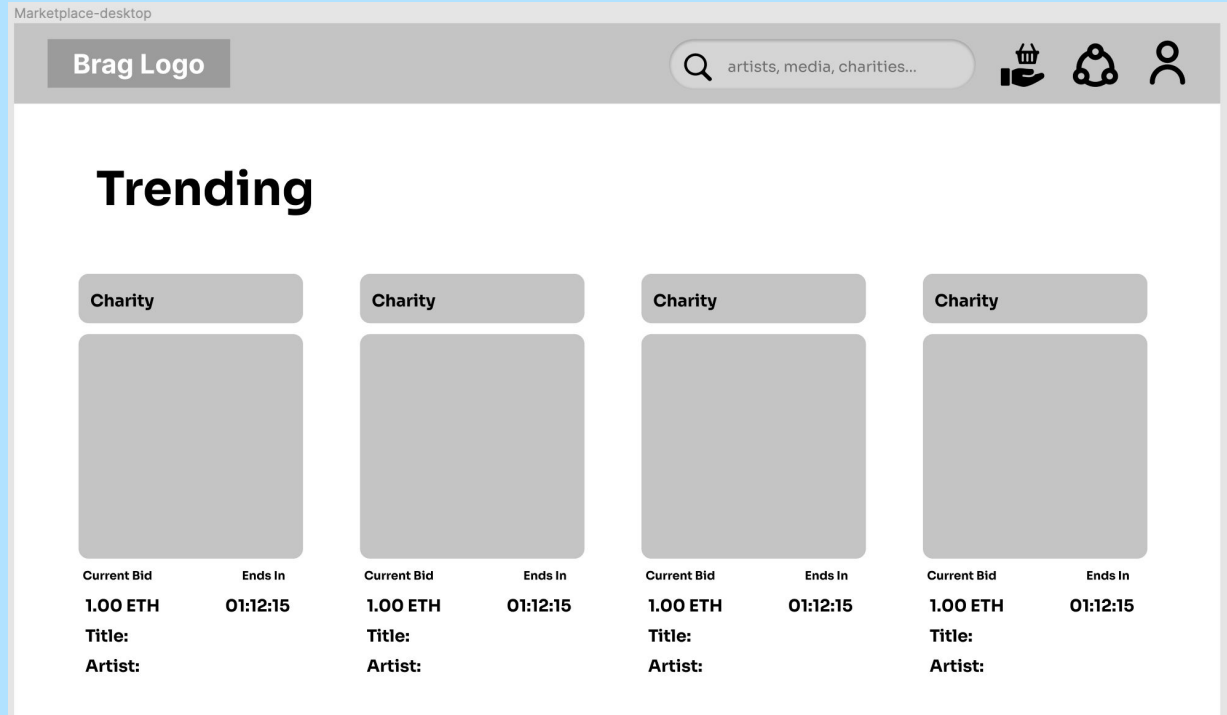 Marketplace-desktop
Brag Logo
artists, media, charities...
Trending
Charity Charity Charity Charity
Current Bid Ends In Current Bid Ends In Current Bid Ends In Current Bid Ends In
1.00 ETH 01:12:15 1.00 ETH 01:12:15 1.00 ETH 01:12:15 1.00 ETH 01:12:15
Title: Title: Title: Title:
Artist: Artist: Artist: Artist: